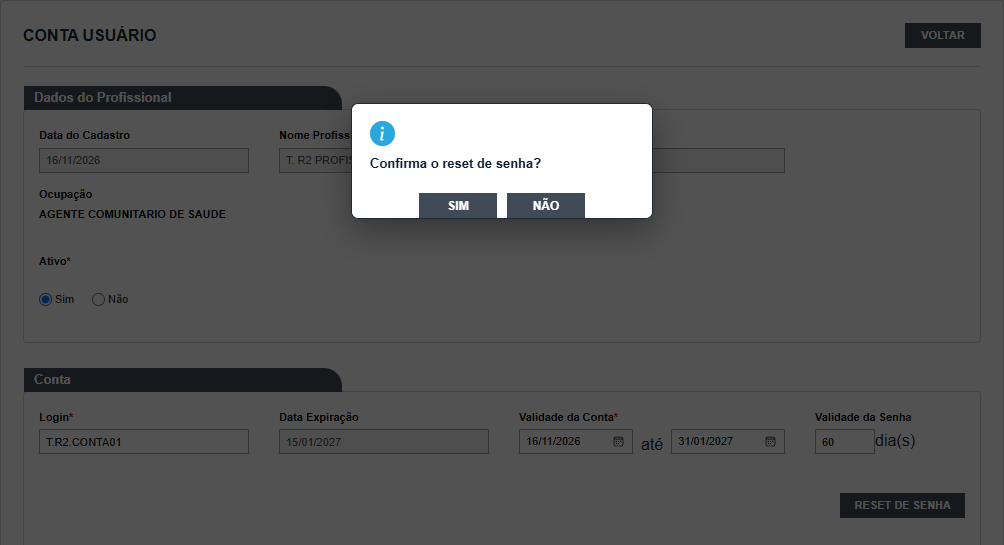 CONTA USUÁRIO
VOLTAR
Dados do Profissional
Data do Cadastro
Nome
16/11/2026
T. R2
Ocupação
AGENTE COMUNITARIO DE SAUDE
Ativo*
Sim Não
i
Confirma o reset de senha?
SIM NÃO
Conta
Login* Data Expiração Validade da Conta* Validade da Senha
T.R2.CONTA01 15/01/2027 16/11/2026 até 31/01/2027 60 dia(s)
RESET DE SENHA